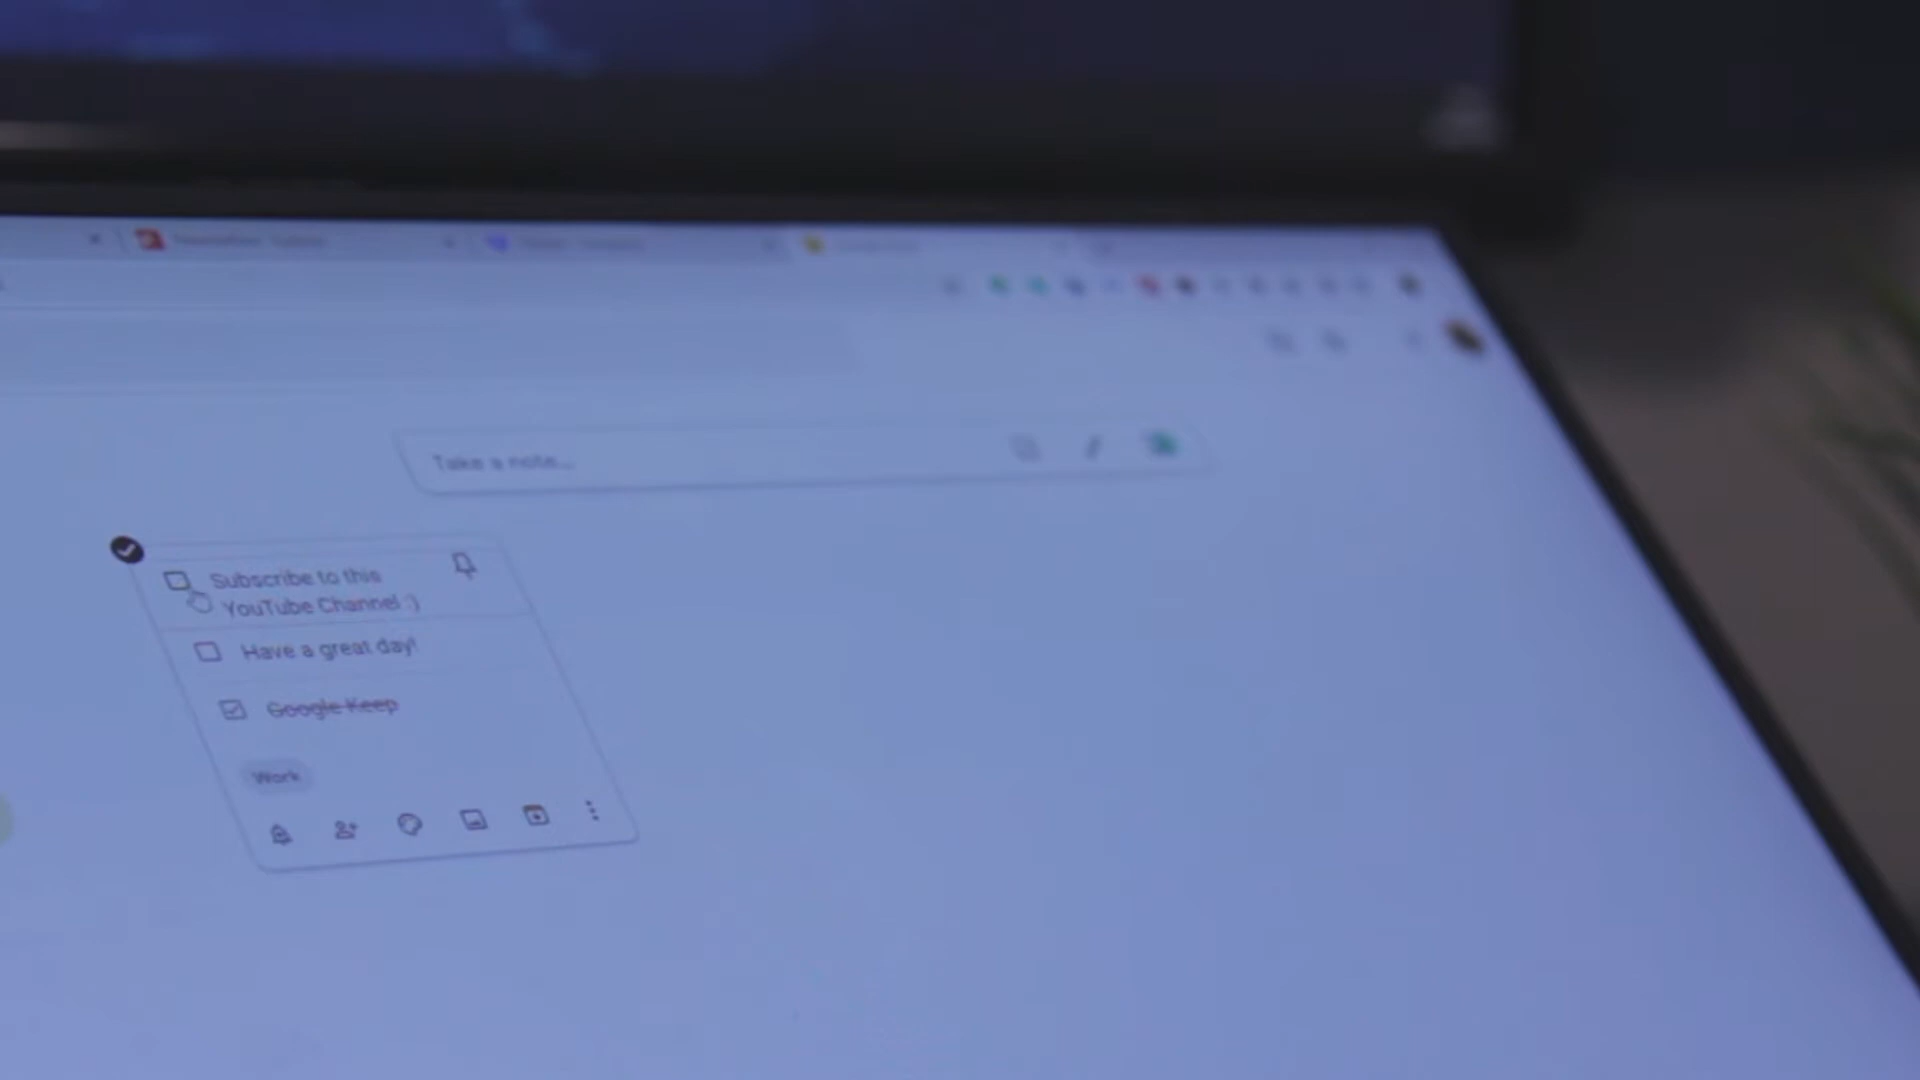 Take a note...
Subscribe to this
YouTube Channel :)
Have a great day!
Google Keep
Work